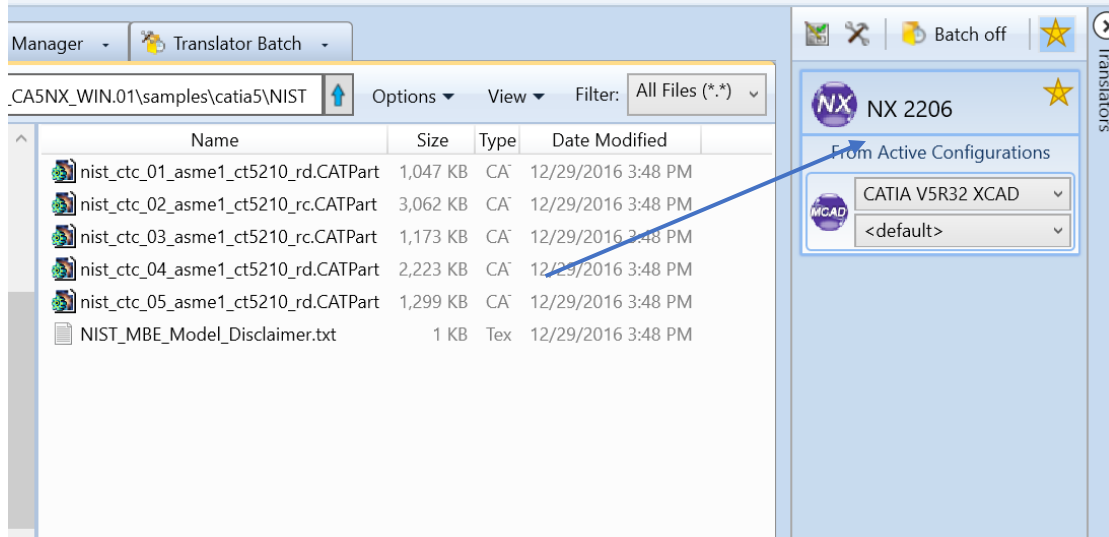 Manager
Translator Batch
Batch off
_CA5NX_WIN.01\samples\catia5\NIST
Options
View
Filter:
All Files (*.*)
Name Size Type Date Modified
nist_ctc_01_asme1_ct5210_rd.CATPart 1,047 KB CA 12/29/2016 3:48 PM
nist_ctc_02_asme1_ct5210_rc.CATPart 3,062 KB CA 12/29/2016 3:48 PM
nist_ctc_03_asme1_ct5210_rc.CATPart 1,173 KB CA 12/29/2016 3:48 PM
nist_ctc_04_asme1_ct5210_rd.CATPart 2,223 KB CA 12/29/2016 3:48 PM
nist_ctc_05_asme1_ct5210_rd.CATPart 1,299 KB CA 12/29/2016 3:48 PM
NIST_MBE_Model_Disclaimer.txt 1 KB Tex 12/29/2016 3:48 PM
NX NX 2206
From Active Configurations
MCAD
CATIA V5R32 XCAD
<default>
Translators